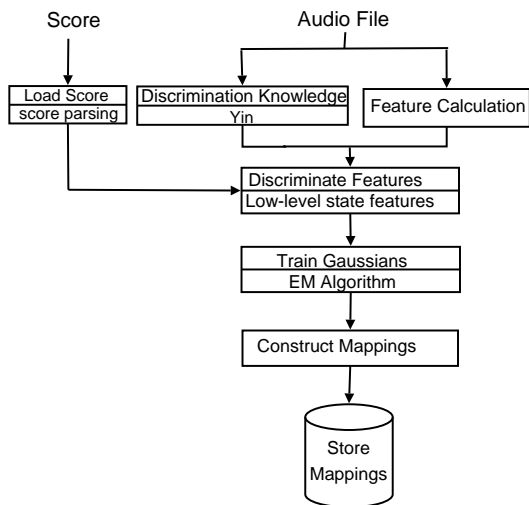 Score
Audio File
Load Score
score parsing
Discrimination Knowledge
Yin
Feature Calculation
Discriminate Features
Low-level state features
Train Gaussians
EM Algorithm
Construct Mappings
Store
Mappings